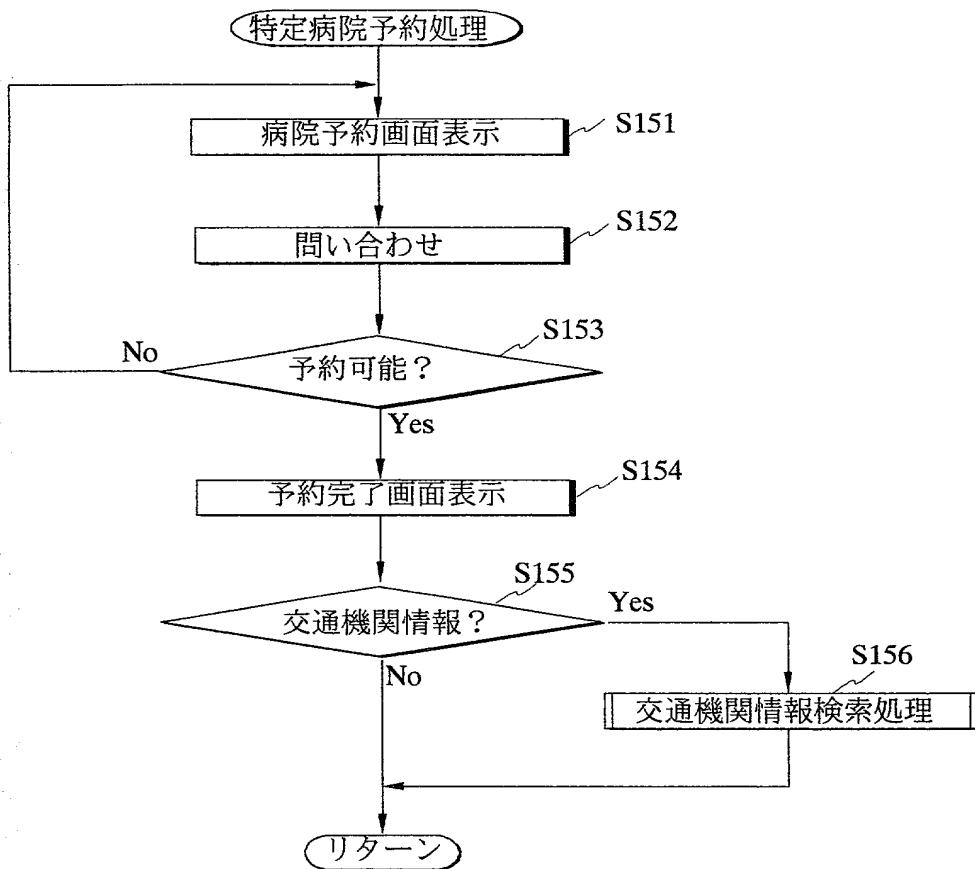 特定病院予約処理
病院予約画面表示
S151
問い合わせ
S152
予約可能？
S153
No
Yes
予約完了画面表示
S154
交通機関情報？
S155
Yes
No
交通機関情報検索処理
S156
リターン